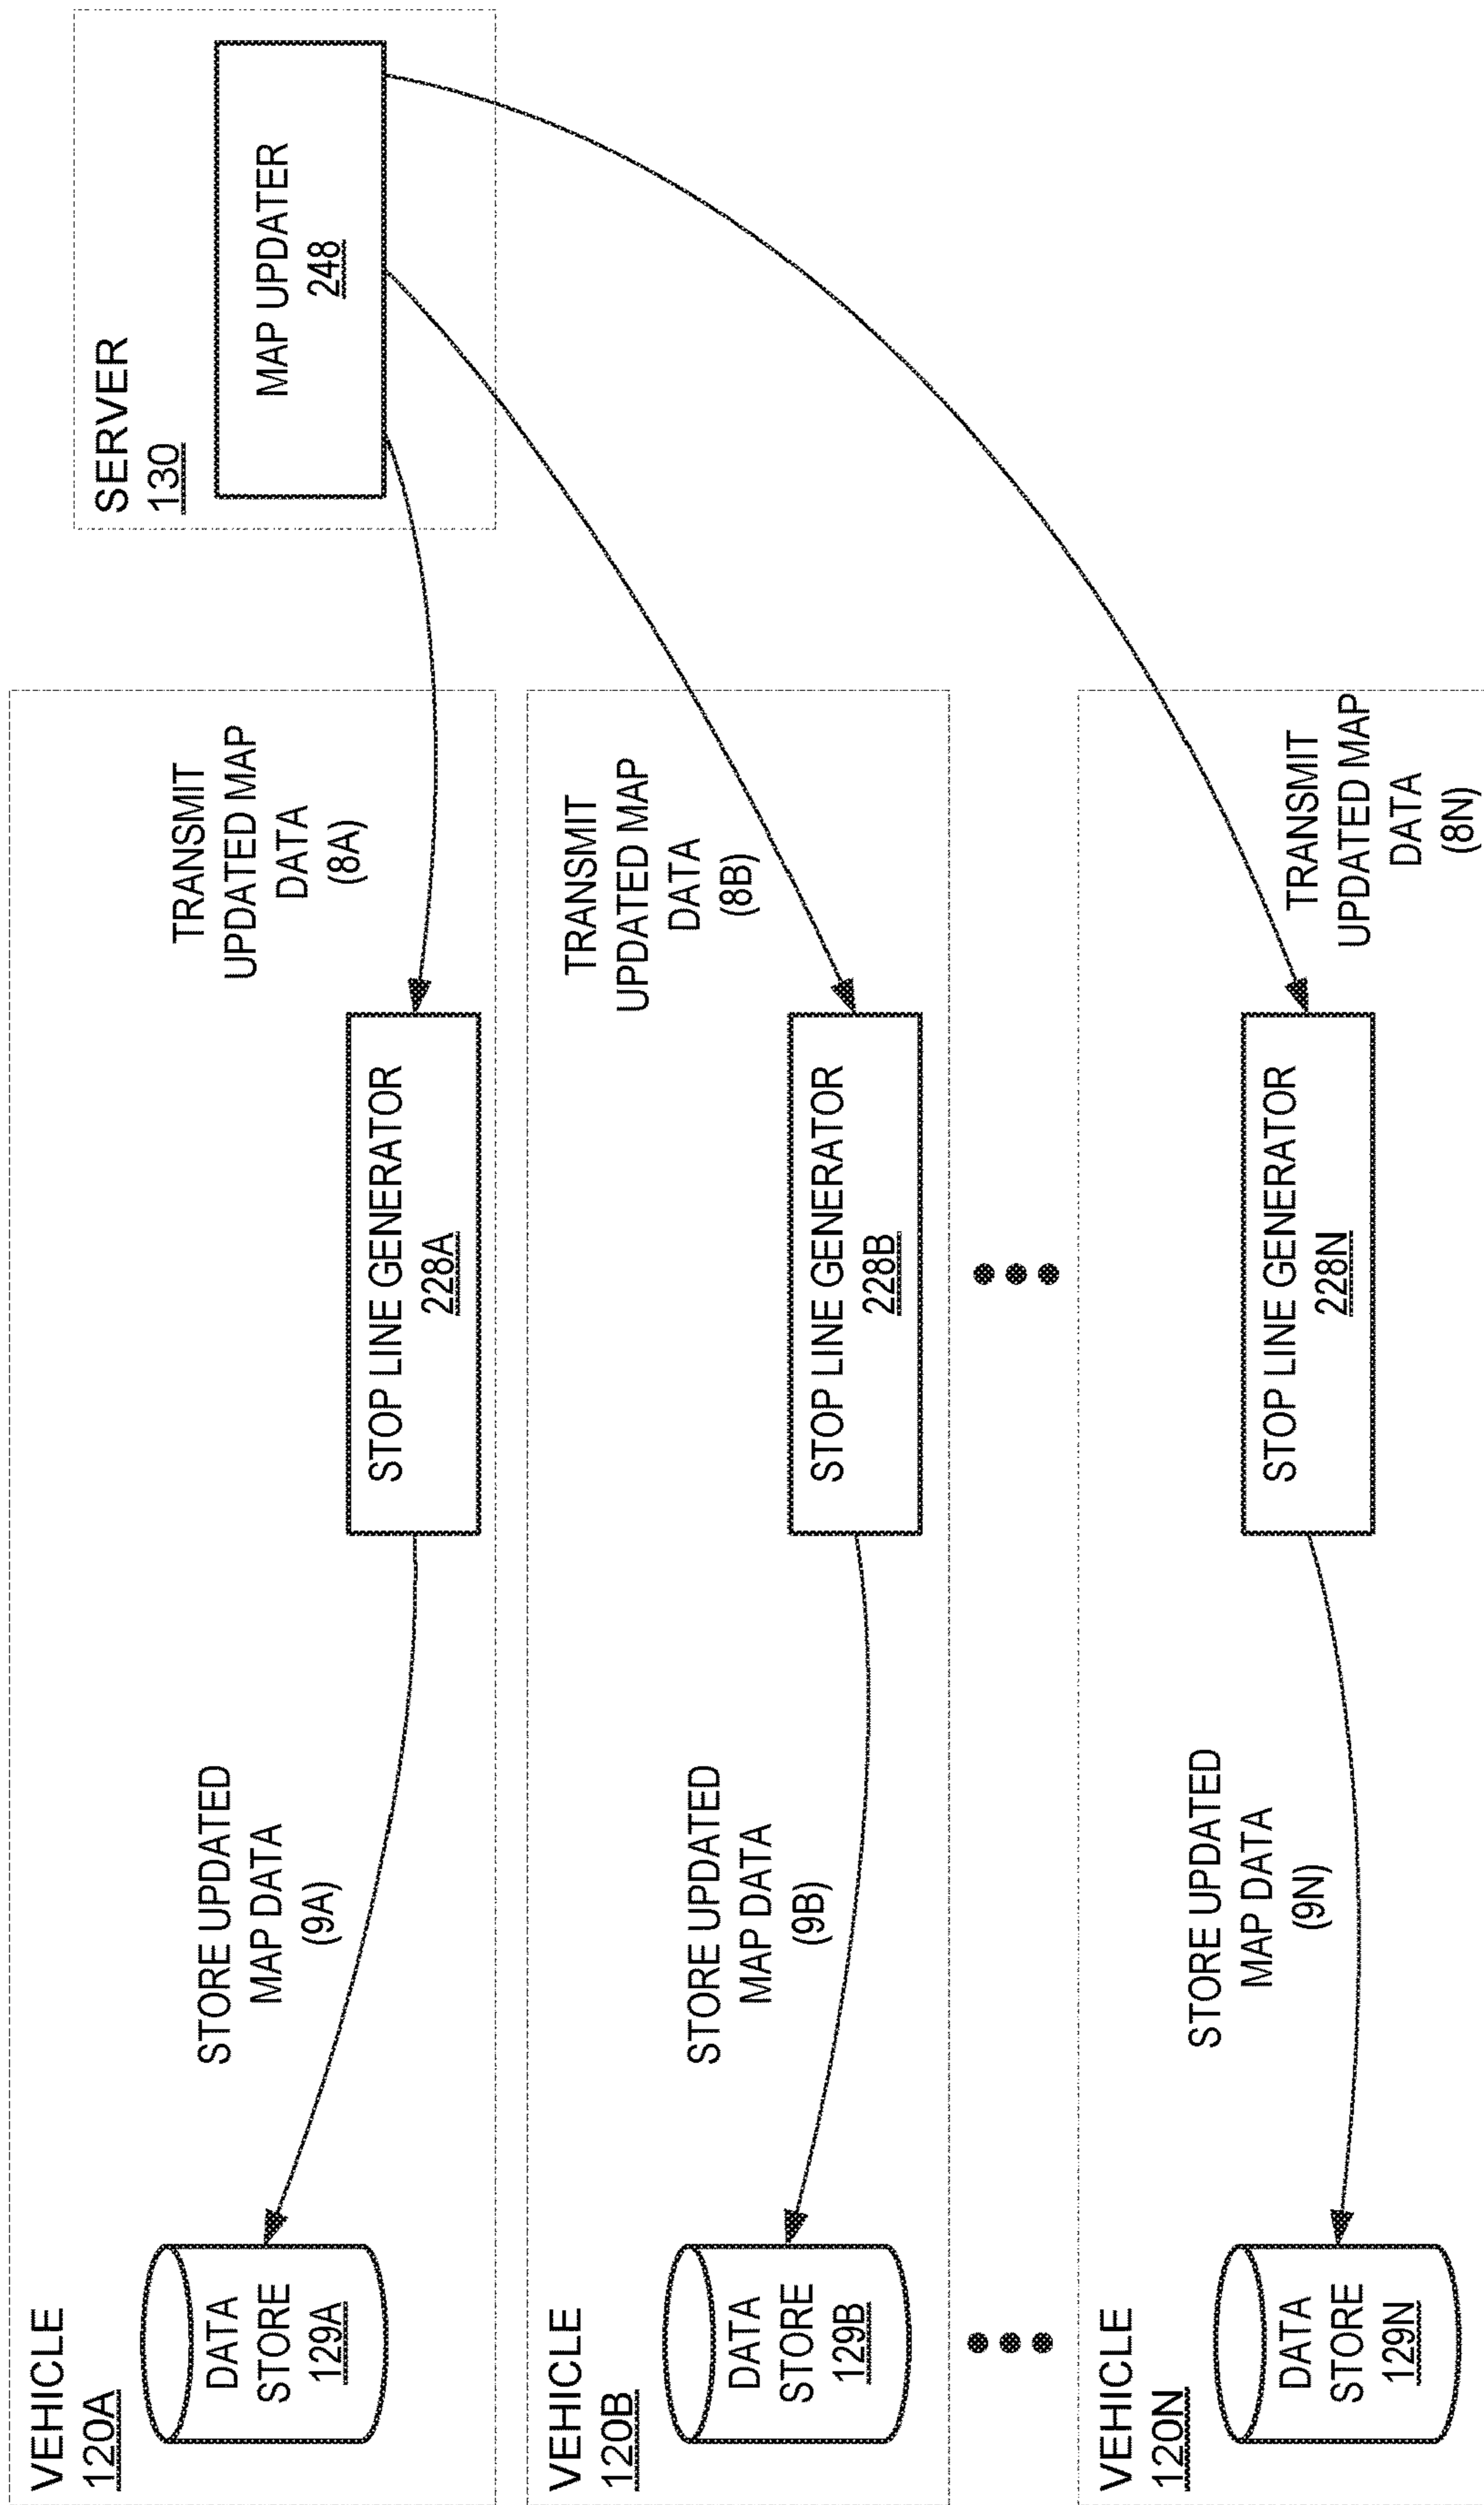 VEHICLE
120A
DATA
STORE
129A
STORE UPDATED
MAP DATA
(9A)
STOP LINE GENERATOR
228A
TRANSMIT
UPDATED MAP
DATA
(8A)
SERVER
130
MAP UPDATER
248
VEHICLE
120B
DATA
STORE
129B
STORE UPDATED
MAP DATA
(9B)
STOP LINE GENERATOR
228B
TRANSMIT
UPDATED MAP
DATA
(8B)
VEHICLE
120N
DATA
STORE
129N
STORE UPDATED
MAP DATA
(9N)
STOP LINE GENERATOR
228N
TRANSMIT
UPDATED MAP
DATA
(8N)